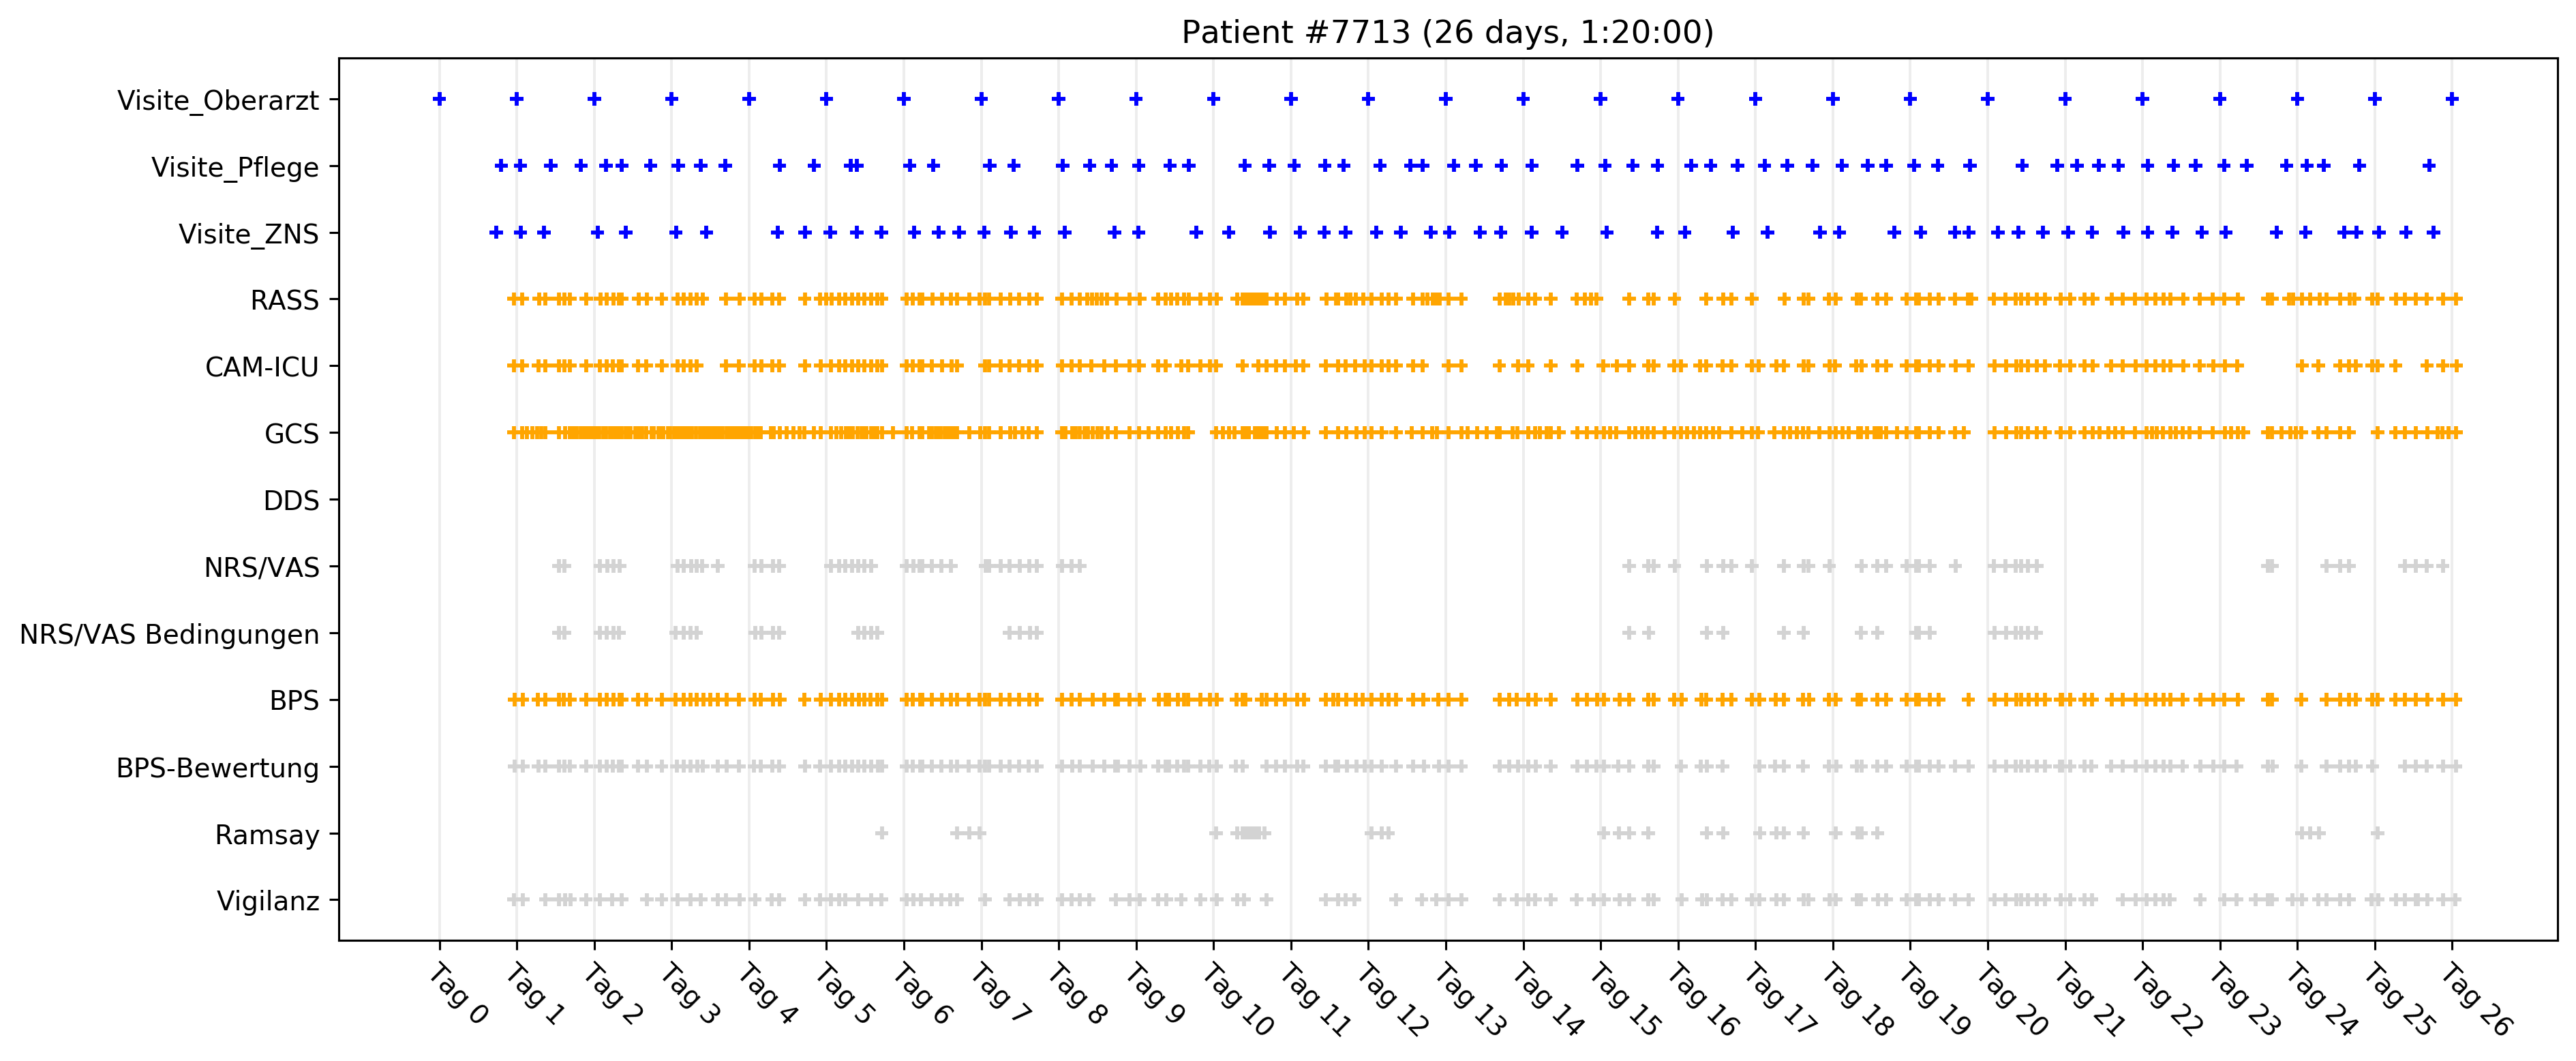 Patient #7713 (26 days, 1:20:00)
Visite_Oberarzt
Visite_Pflege
Visite_ZNS
RASS
CAM-ICU
GCS
DDS
NRS/VAS
NRS/VAS Bedingungen
BPS
BPS-Bewertung
Ramsay
Vigilanz
Tag 0
Tag 1
Tag 2
Tag 3
Tag 4
Tag 5
Tag 6
Tag 7
Tag 8
Tag 9
Tag 10
Tag 11
Tag 12
Tag 13
Tag 14
Tag 15
Tag 16
Tag 17
Tag 18
Tag 19
Tag 20
Tag 21
Tag 22
Tag 23
Tag 24
Tag 25
Tag 26